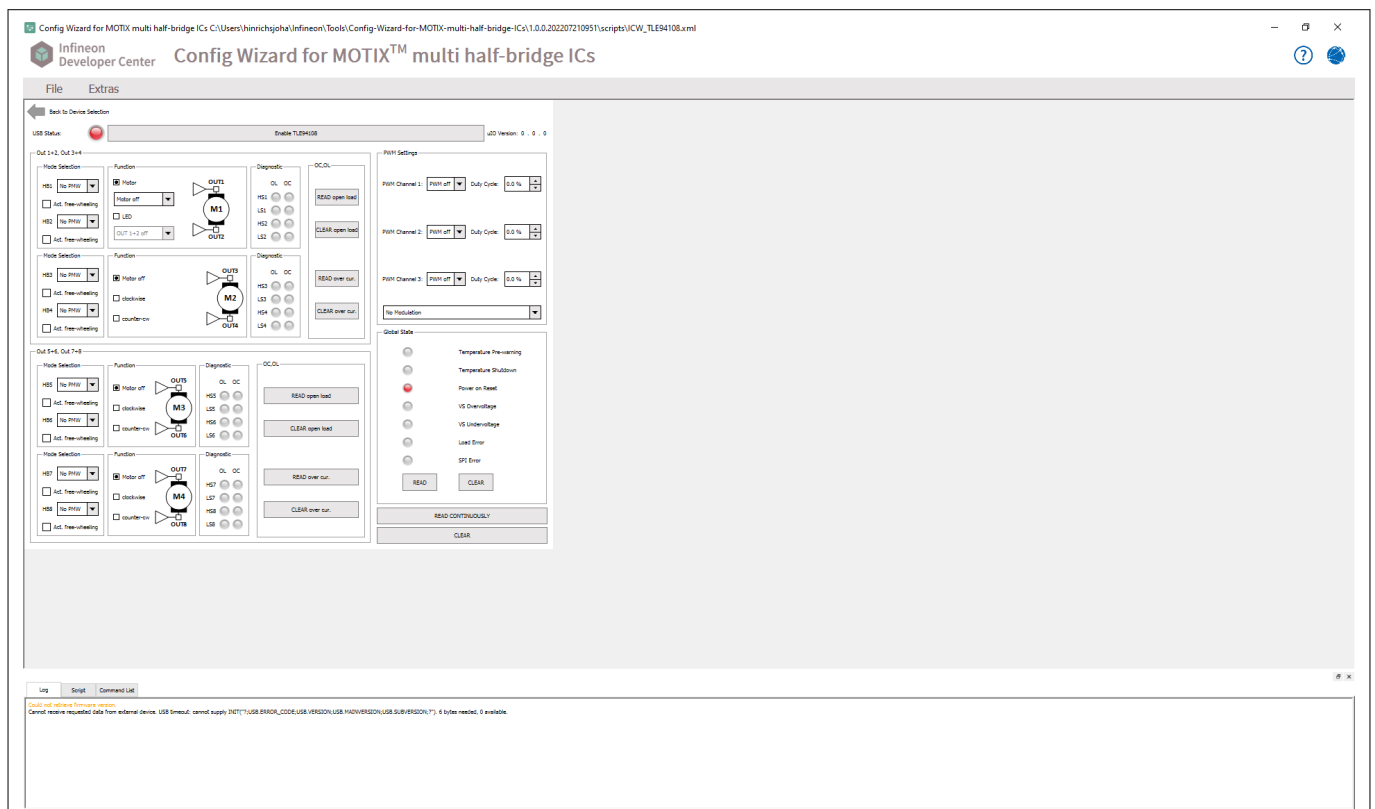 Config Wizard for MOTIX multi half-bridge ICs C:\Users\hinrichsjoha\Infineon\Tools\Config-Wizard-for-MOTIX-multi-half-bridge-ICs\1.0.0.202207210951\scripts\ICW_TLE94108.xml
Infineon
Developer Center
Config Wizard for MOTIX™ multi half-bridge ICs
File Extras
Back to Device Selection
USB Status: Enable TLE94108 uIO Version: 0 . 0 . 0
Out 1+2, Out 3+4
Mode Selection Function Diagnostic OC,OL
HB1 No PMW Motor OUT1 OL OC
Act. free-wheeling Motor off HS1 READ open load
M1 LS1
HB2 No PMW LED HS2
Act. free-wheeling OUT 1+2 off OUT2 LS2 CLEAR open load
Mode Selection Function Diagnostic
HB3 No PMW Motor off OUT3 OL OC READ over cur.
Act. free-wheeling HS3
clockwise M2 LS3
HB4 No PMW HS4 CLEAR over cur.
Act. free-wheeling counter-cw OUT4 LS4
Out 5+6, Out 7+8
Mode Selection Function Diagnostic OC,OL
HB5 No PMW Motor off OUT5 OL OC
Act. free-wheeling HS5 READ open load
clockwise M3 LS5
HB6 No PMW HS6
Act. free-wheeling counter-cw OUT6 LS6 CLEAR open load
Mode Selection Function Diagnostic
HB7 No PMW Motor off OUT7 OL OC READ over cur.
Act. free-wheeling HS7
clockwise M4 LS7
HB8 No PMW HS8 CLEAR over cur.
Act. free-wheeling counter-cw OUT8 LS8
PWM Settings
PWM Channel 1: PWM off Duty Cycle: 0.0 %
PWM Channel 2: PWM off Duty Cycle: 0.0 %
PWM Channel 3: PWM off Duty Cycle: 0.0 %
No Modulation
Global State
Temperature Pre-warning
Temperature Shutdown
Power on Reset
VS Overvoltage
VS Undervoltage
Load Error
SPI Error
READ CLEAR
READ CONTINUOUSLY
CLEAR
Log Script Command List
Could not retrieve firmware version.
Cannot receive requested data from external device. USB timeout: cannot supply INIT("?;USB.ERROR_CODE;USB.VERSION;USB.MAINVERSION;USB.SUBVERSION;?"). 6 bytes needed, 0 available.